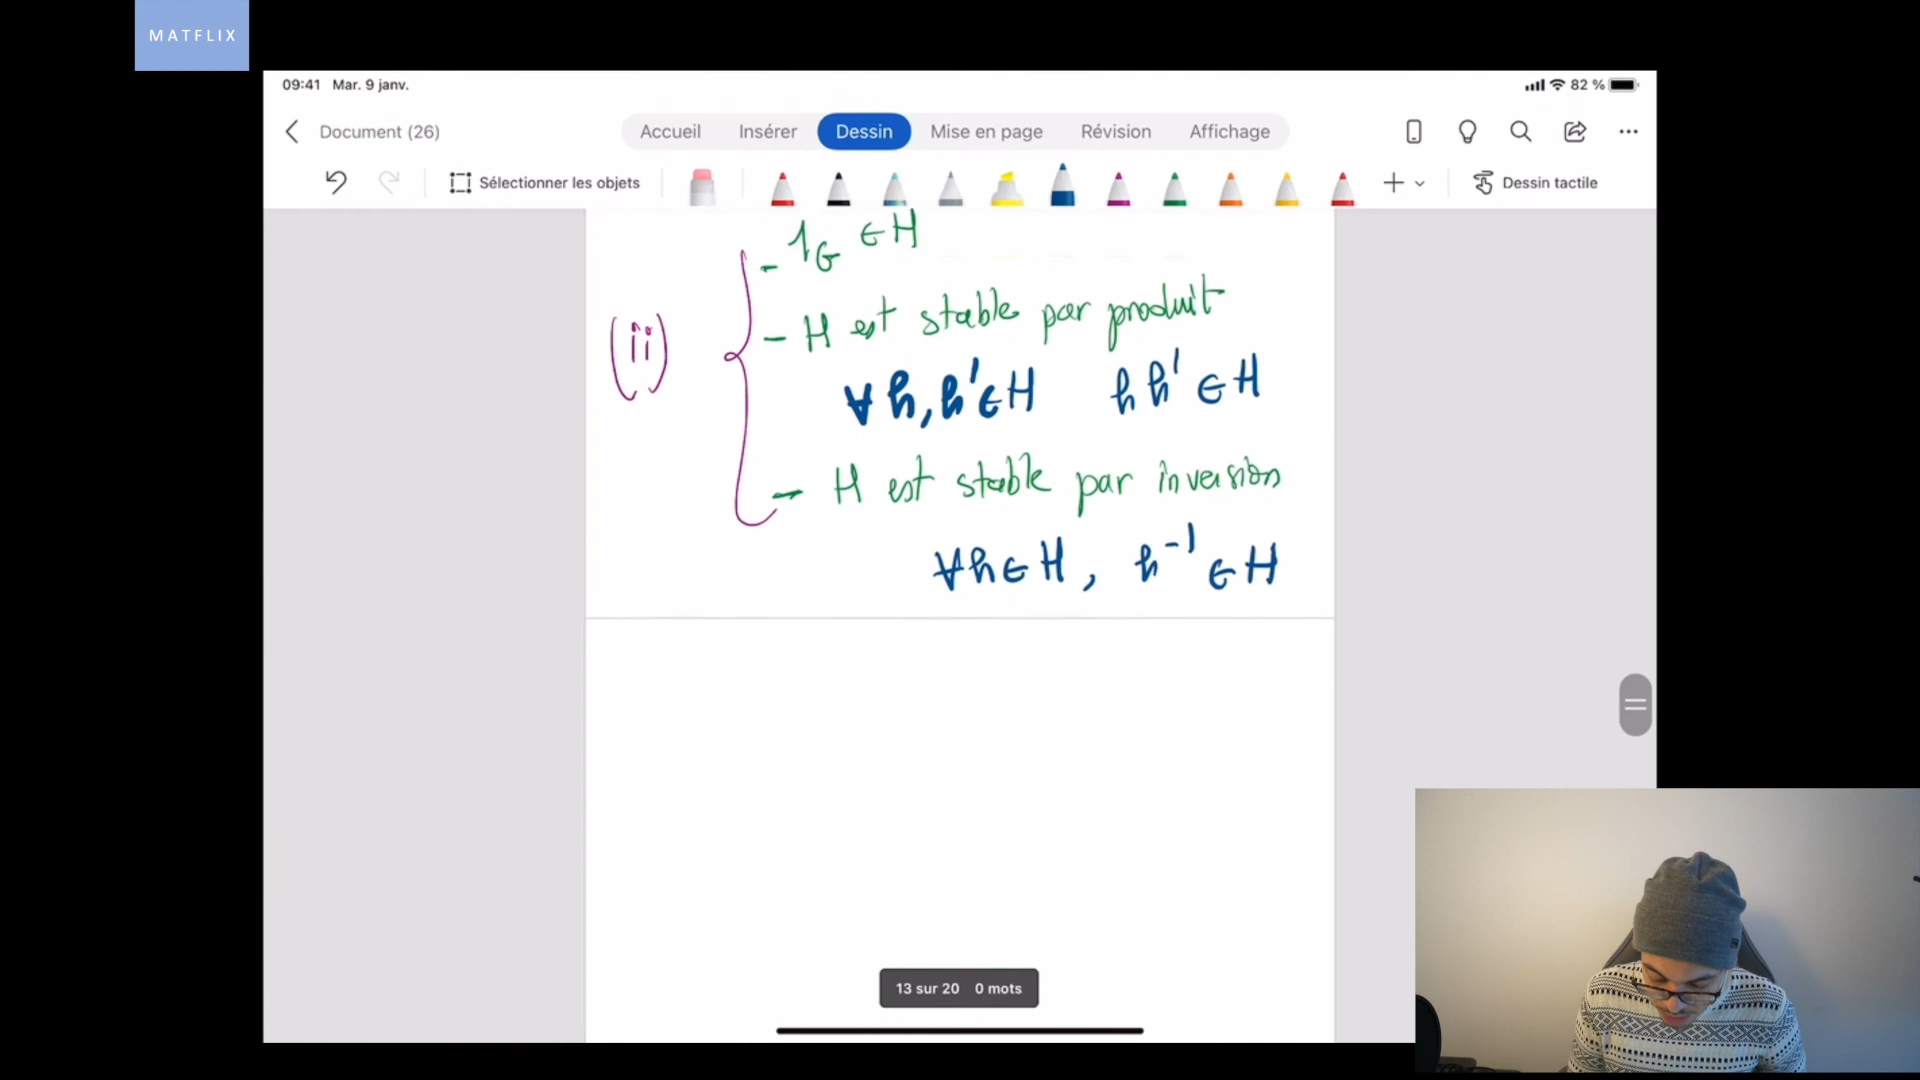 MATFLIX
09:41 Mar. 9 janv.
82 %
Document (26)
Accueil Insérer Dessin Mise en page Révision Affichage
Sélectionner les objets
Dessin tactile
- 1_G ∈ H
(ii)
- H est stable par produit
∀ h, h' ∈ H h h' ∈ H
- H est stable par inversion
∀ h ∈ H, h⁻¹ ∈ H
13 sur 20 0 mots